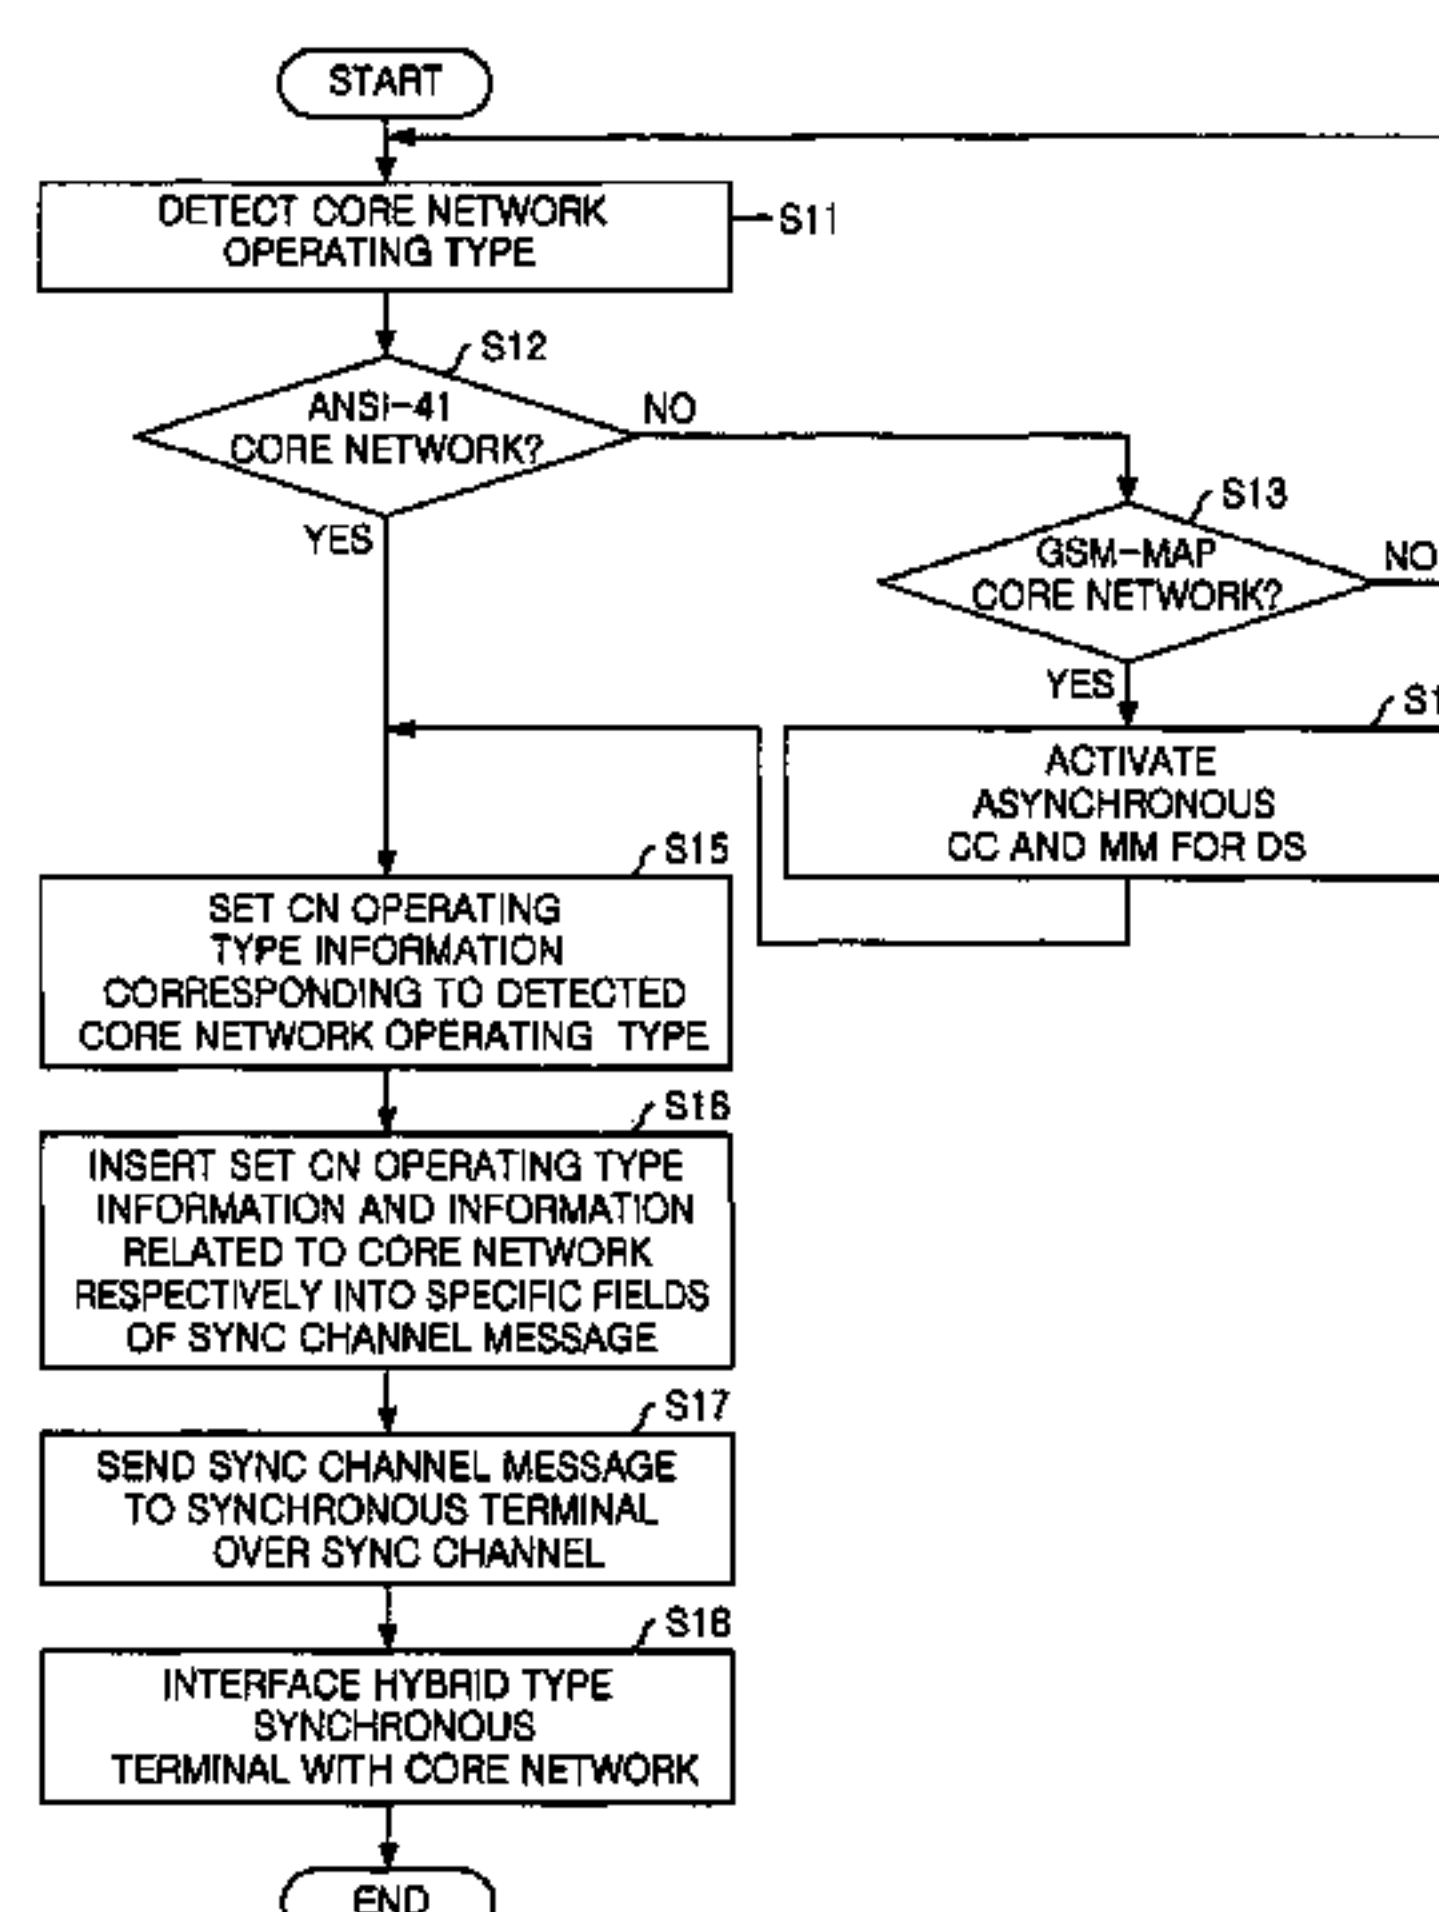 START
DETECT CORE NETWORK
OPERATING TYPE
S11
S12
ANSI-41
CORE NETWORK?
NO
YES
S13
GSM-MAP
CORE NETWORK?
NO
YES
ACTIVATE
ASYNCHRONOUS
CC AND MM FOR DS
S15
SET CN OPERATING
TYPE INFORMATION
CORRESPONDING TO DETECTED
CORE NETWORK OPERATING TYPE
S16
INSERT SET CN OPERATING TYPE
INFORMATION AND INFORMATION
RELATED TO CORE NETWORK
RESPECTIVELY INTO SPECIFIC FIELDS
OF SYNC CHANNEL MESSAGE
S17
SEND SYNC CHANNEL MESSAGE
TO SYNCHRONOUS TERMINAL
OVER SYNC CHANNEL
S18
INTERFACE HYBRID TYPE
SYNCHRONOUS
TERMINAL WITH CORE NETWORK
END